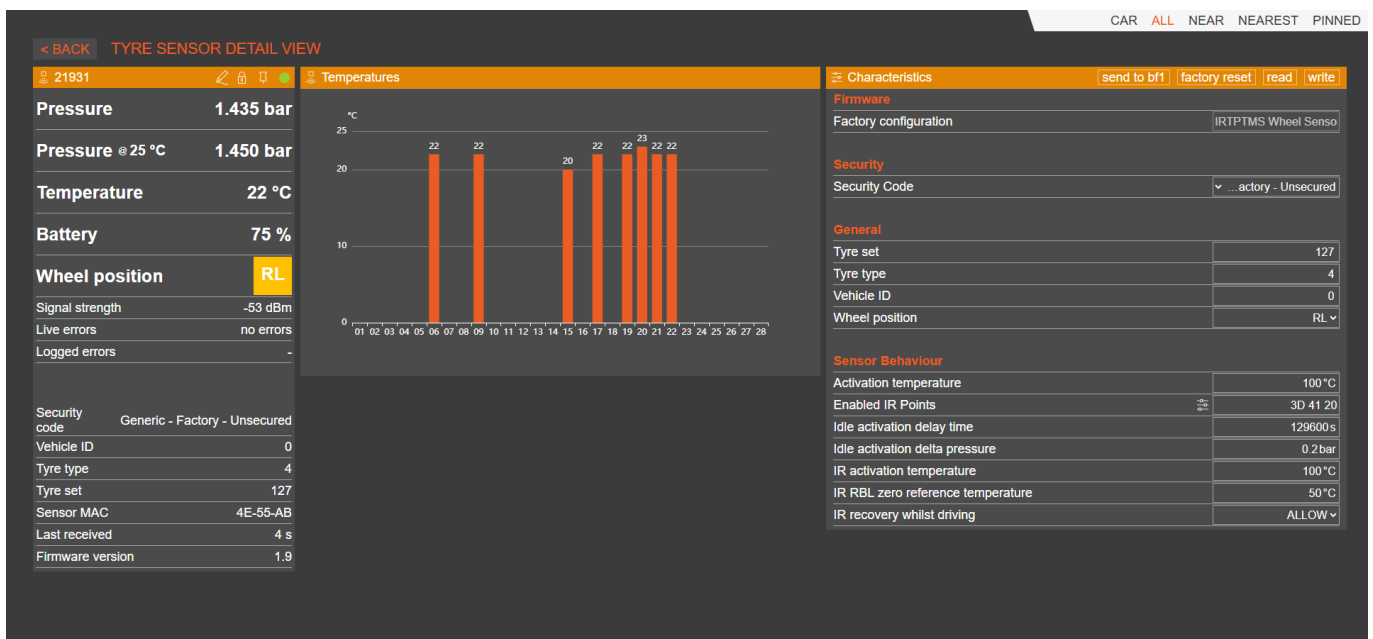 CAR ALL NEAR NEAREST PINNED
< BACK TYRE SENSOR DETAIL VIEW
21931
Pressure 1.435 bar
Pressure @ 25 °C 1.450 bar
Temperature 22 °C
Battery 75 %
Wheel position RL
Signal strength -53 dBm
Live errors no errors
Logged errors -
Security code Generic - Factory - Unsecured
Vehicle ID 0
Tyre type 4
Tyre set 127
Sensor MAC 4E-55-AB
Last received 4 s
Firmware version 1.9
Temperatures
°C
25
20
10
0
22 22 20 22 22 23 22 22
01 02 03 04 05 06 07 08 09 10 11 12 13 14 15 16 17 18 19 20 21 22 23 24 25 26 27 28
Characteristics send to bf1 factory reset read write
Firmware
Factory configuration IRTPTMS Wheel Senso
Security
Security Code ...actory - Unsecured
General
Tyre set 127
Tyre type 4
Vehicle ID 0
Wheel position RL
Sensor Behaviour
Activation temperature 100°C
Enabled IR Points 3D 41 20
Idle activation delay time 129600s
Idle activation delta pressure 0.2bar
IR activation temperature 100°C
IR RBL zero reference temperature 50°C
IR recovery whilst driving ALLOW